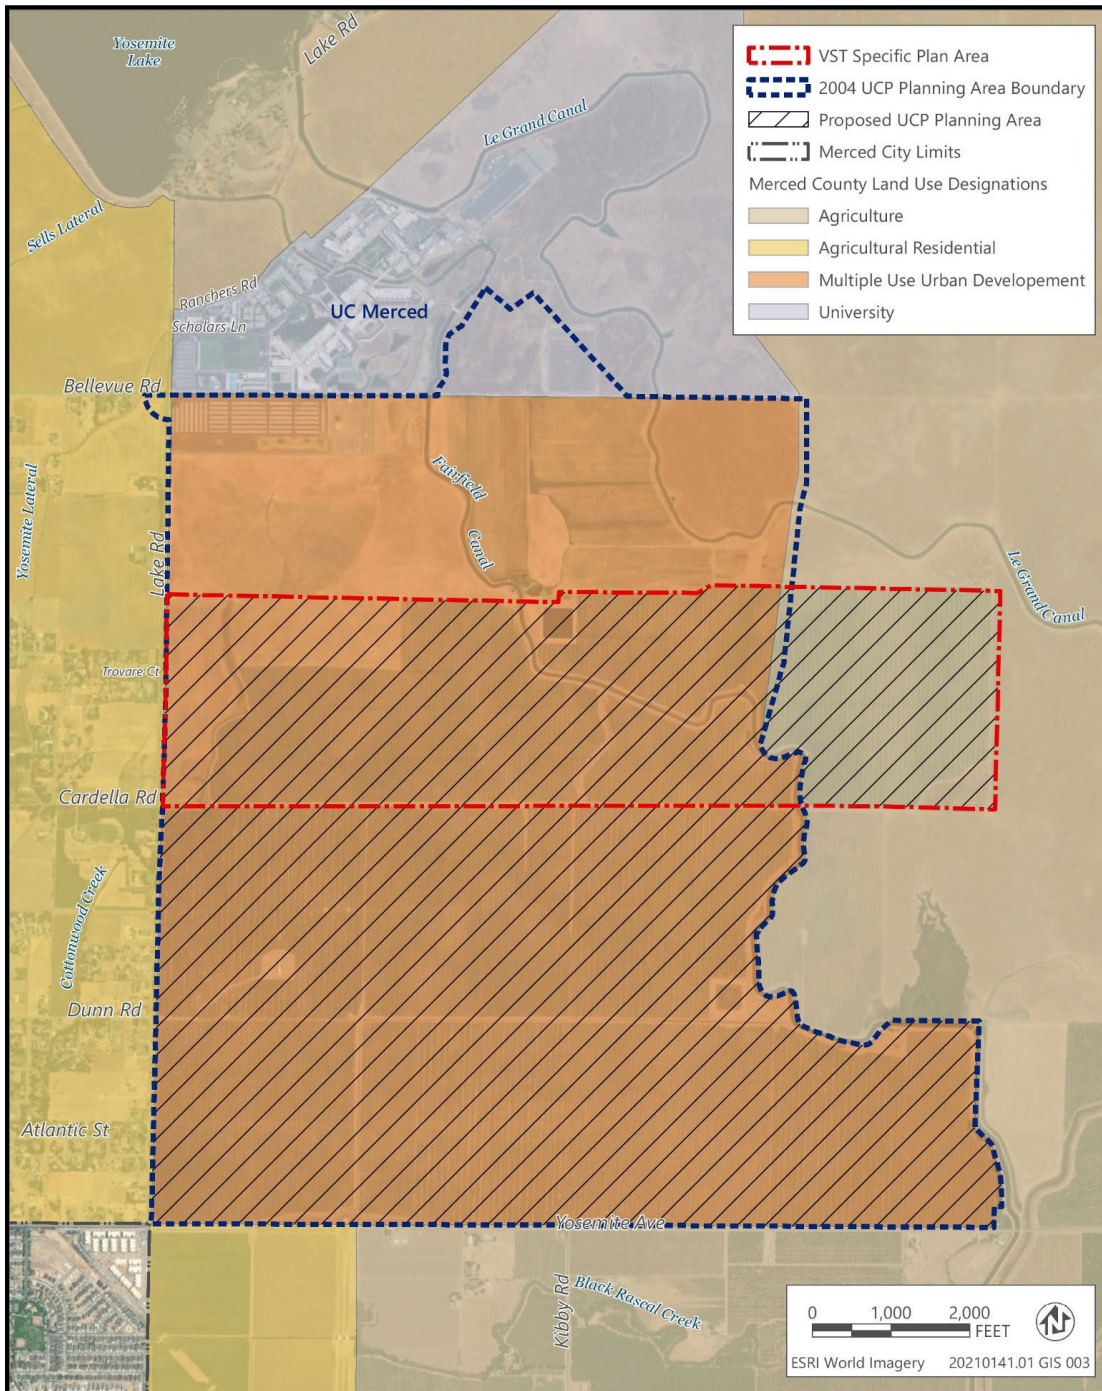 Yosemite
Lake
Lake Rd
Le Grand Canal
VST Specific Plan Area
2004 UCP Planning Area Boundary
Proposed UCP Planning Area
Merced City Limits
Merced County Land Use Designations
Agriculture
Agricultural Residential
Multiple Use Urban Developement
University
Sells Lateral
Ranchers Rd
UC Merced
Scholars Ln
Bellevue Rd
Yosemite Lateral
Fairfield
Canal
Lake Rd
Le Grand Canal
Trovare Ct
Cardella Rd
Cottonwood Creek
Dunn Rd
Atlantic St
Yosemite Ave
Kibby Rd
Black Rascal Creek
0 1,000 2,000
FEET
N
ESRI World Imagery 20210141.01 GIS 003